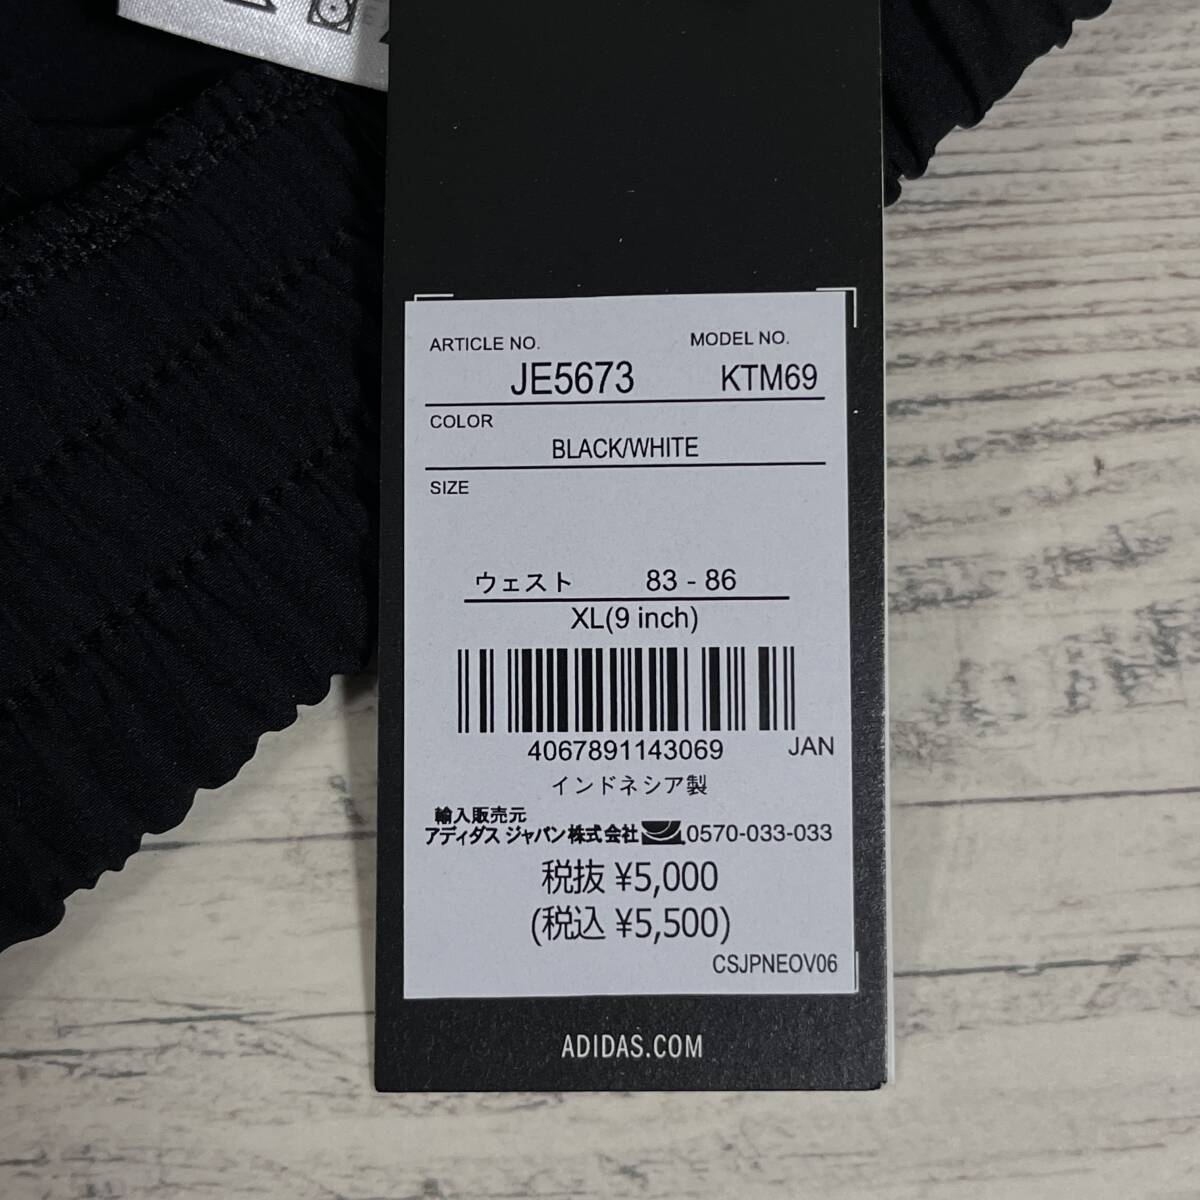 ARTICLE NO. MODEL NO.
JE5673 KTM69
COLOR
BLACK/WHITE
SIZE
ウェスト 83 - 86
XL(9 inch)
4067891143069 JAN
インドネシア製
輸入販売元
アディダス ジャパン株式会社 0570-033-033
税抜 ¥5,000
(税込 ¥5,500)
CSJPNEOV06
ADIDAS.COM